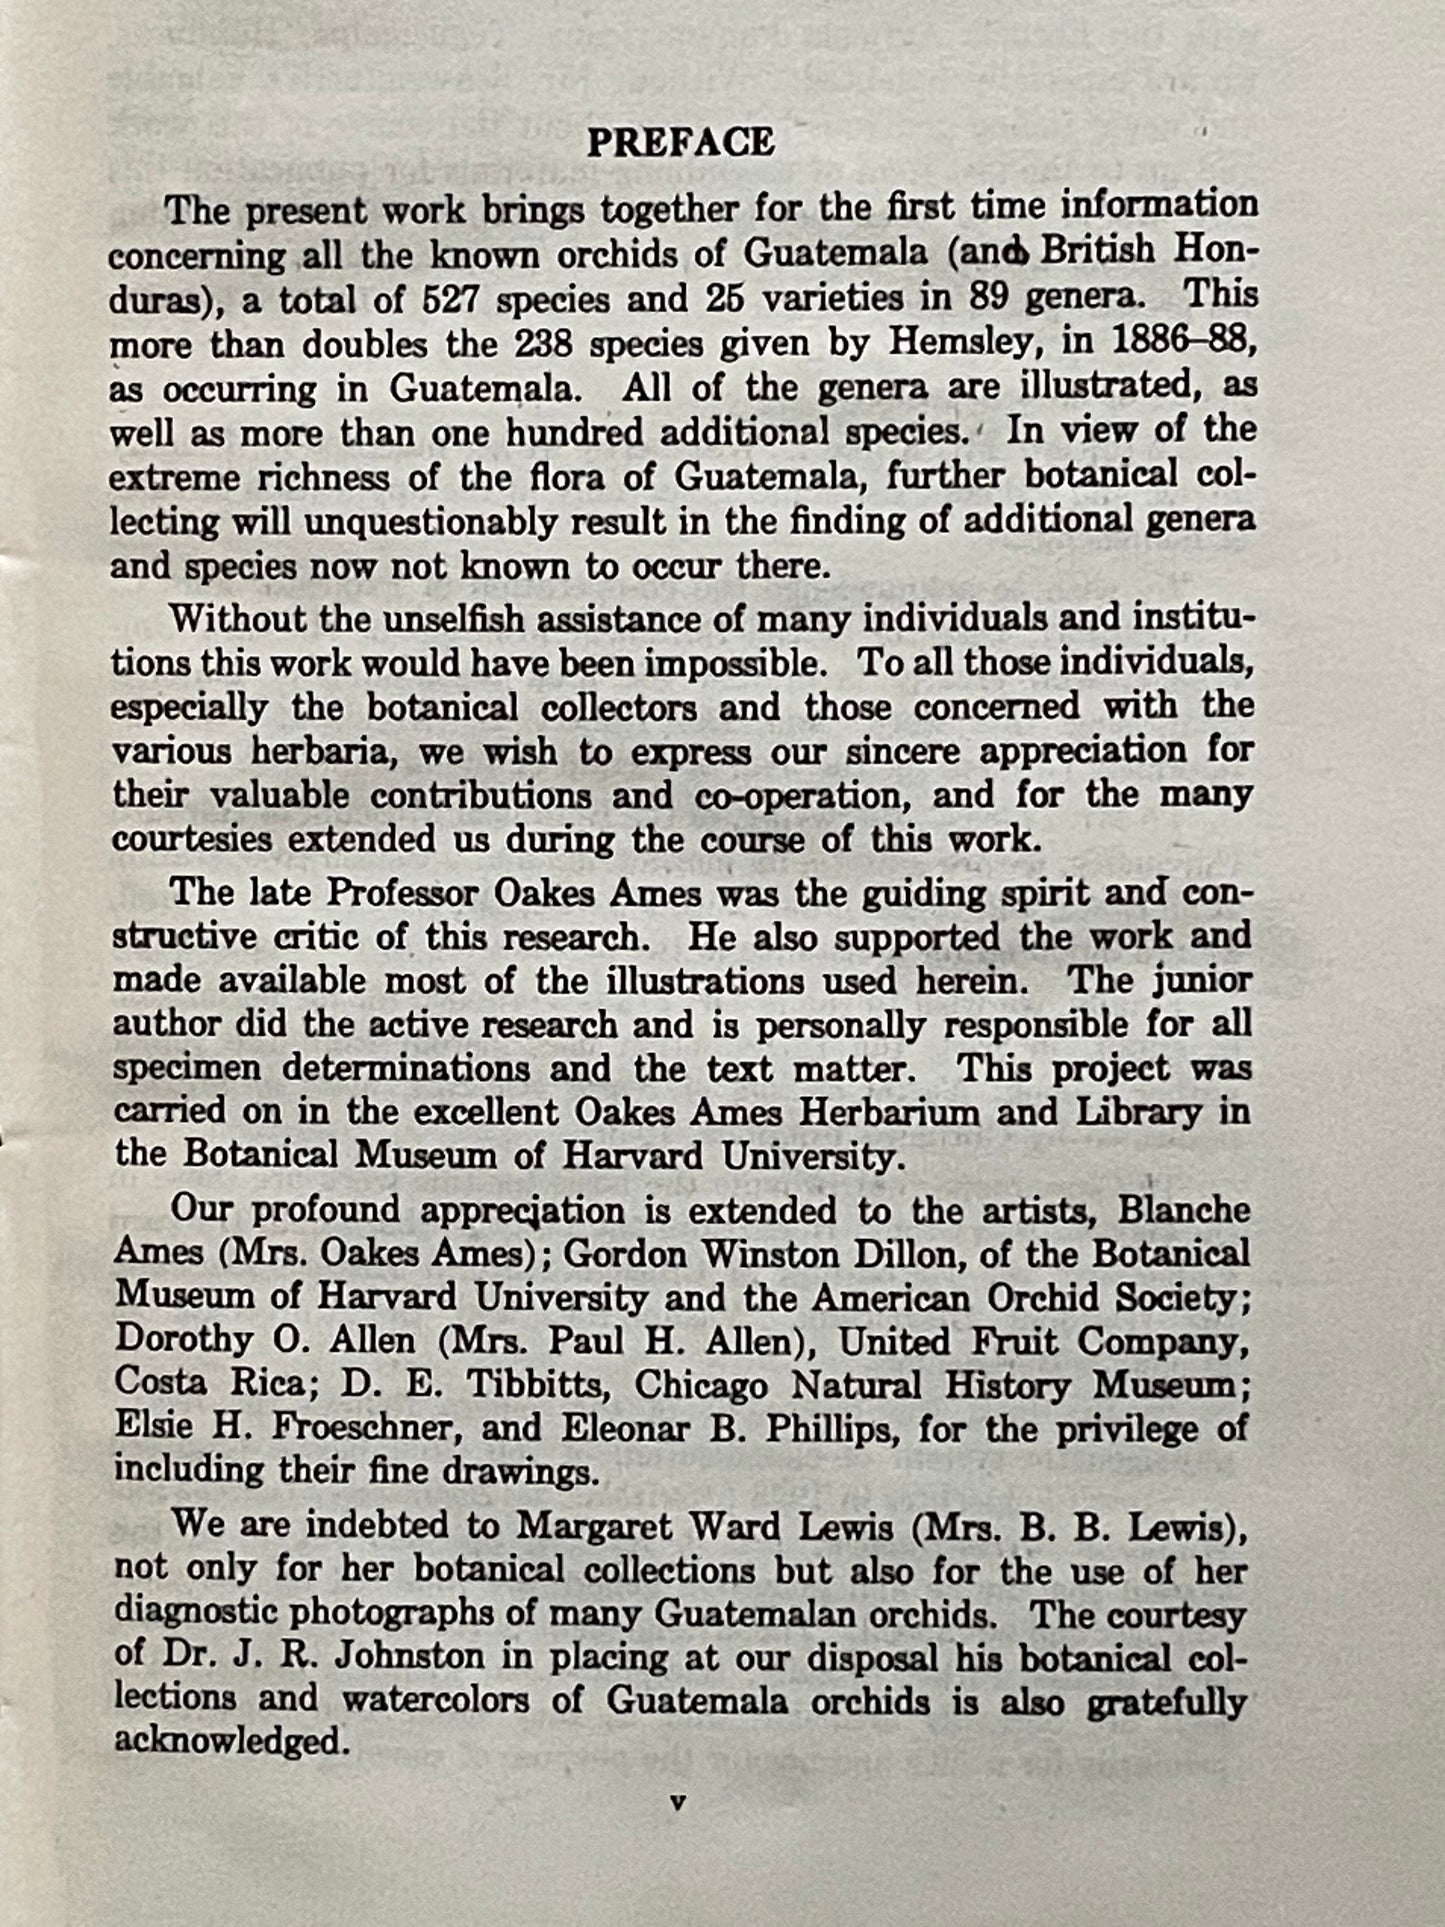 PREFACE
The present work brings together for the first time information
concerning all the known orchids of Guatemala (and British Hon-
duras), a total of 527 species and 25 varieties in 89 genera. This
more than doubles the 238 species given by Hemsley, in 1886–88,
as occurring in Guatemala. All of the genera are illustrated, as
well as more than one hundred additional species. In view of the
extreme richness of the flora of Guatemala, further botanical col-
lecting will unquestionably result in the finding of additional genera
and species now not known to occur there.
Without the unselfish assistance of many individuals and institu-
tions this work would have been impossible. To all those individuals,
especially the botanical collectors and those concerned with the
various herbaria, we wish to express our sincere appreciation for
their valuable contributions and co-operation, and for the many
courtesies extended us during the course of this work.
The late Professor Oakes Ames was the guiding spirit and con-
structive critic of this research. He also supported the work and
made available most of the illustrations used herein. The junior
author did the active research and is personally responsible for all
specimen determinations and the text matter. This project was
carried on in the excellent Oakes Ames Herbarium and Library in
the Botanical Museum of Harvard University.
Our profound appreciation is extended to the artists, Blanche
Ames (Mrs. Oakes Ames); Gordon Winston Dillon, of the Botanical
Museum of Harvard University and the American Orchid Society;
Dorothy O. Allen (Mrs. Paul H. Allen), United Fruit Company,
Costa Rica; D. E. Tibbitts, Chicago Natural History Museum;
Elsie H. Froeschner, and Eleonar B. Phillips, for the privilege of
including their fine drawings.
We are indebted to Margaret Ward Lewis (Mrs. B. B. Lewis),
not only for her botanical collections but also for the use of her
diagnostic photographs of many Guatemalan orchids. The courtesy
of Dr. J. R. Johnston in placing at our disposal his botanical col-
lections and watercolors of Guatemala orchids is also gratefully
acknowledged.
v